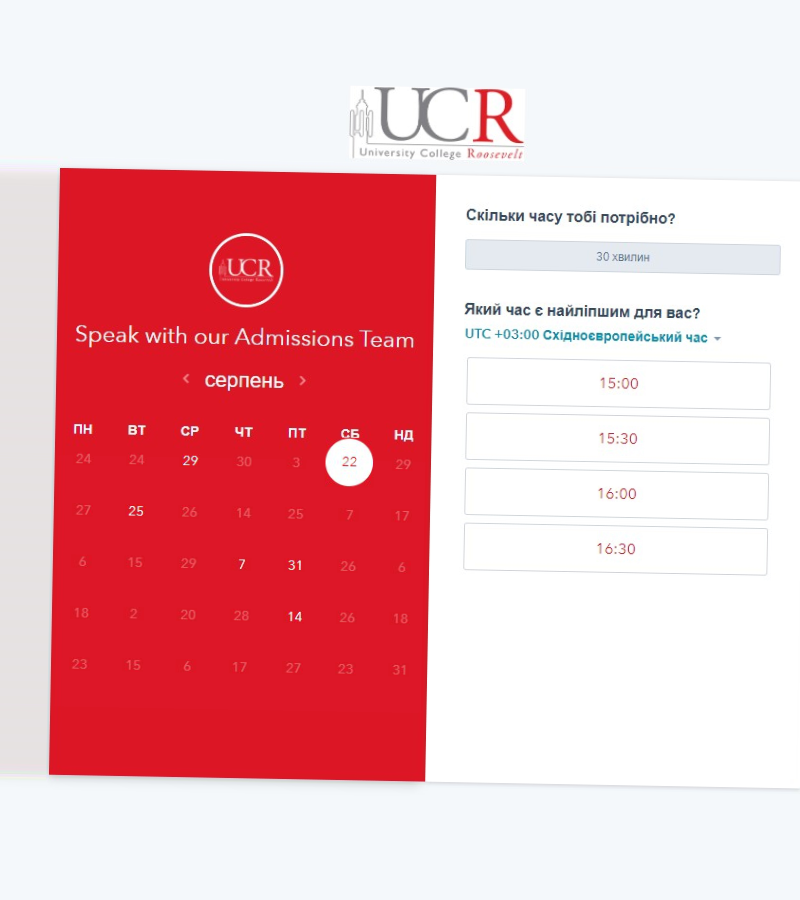 UCR
University College Roosevelt
UCR
University College Roosevelt
Speak with our Admissions Team
серпень
ПН ВТ СР ЧТ ПТ СБ НД
24 24 29 30 3 22 29
27 25 26 14 25 7 17
6 15 29 7 31 26 6
18 2 20 28 14 26 18
23 15 6 17 27 23 31
Скільки часу тобі потрібно?
30 хвилин
Який час є найліпшим для вас?
UTC +03:00 Східноєвропейський час
15:00
15:30
16:00
16:30